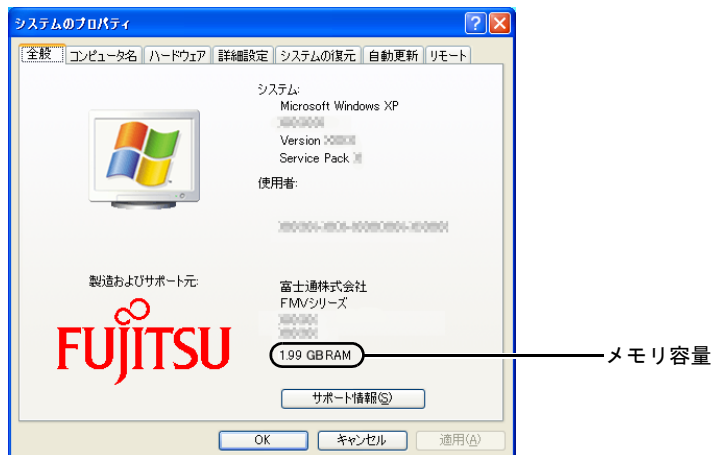 システムのプロパティ
全般 コンピュータ名 ハードウェア 詳細設定 システムの復元 自動更新 リモート
システム:
Microsoft Windows XP
Version
Service Pack
使用者:
製造およびサポート元:
富士通株式会社
FMVシリーズ
FUJITSU
1.99 GB RAM
メモリ容量
サポート情報(S)
OK キャンセル 適用(A)